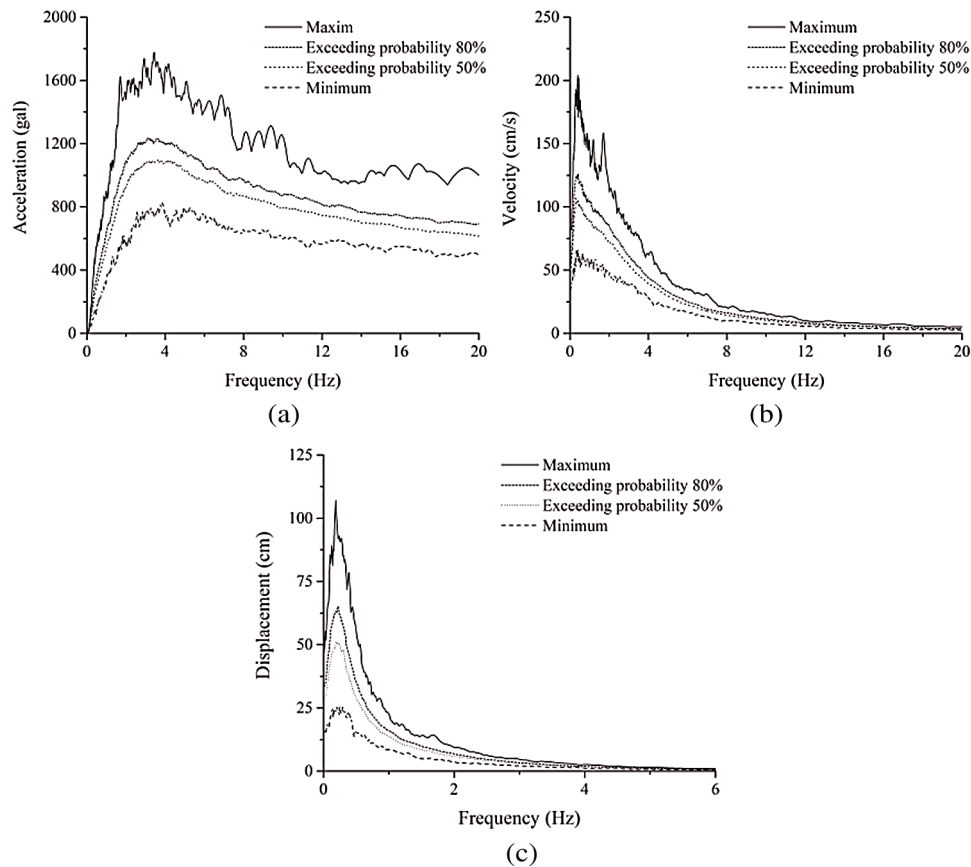 2000
1600
1200
800
400
0
Acceleration (gal)
Maxim
Exceeding probability 80%
Exceeding probability 50%
Minimum
0 4 8 12 16 20
Frequency (Hz)
(a)
250
200
150
100
50
0
Velocity (cm/s)
Maximum
Exceeding probability 80%
Exceeding probability 50%
Minimum
0 4 8 12 16 20
Frequency (Hz)
(b)
125
100
75
50
25
0
Displacement (cm)
Maximum
Exceeding probability 80%
Exceeding probability 50%
Minimum
0 2 4 6
Frequency (Hz)
(c)